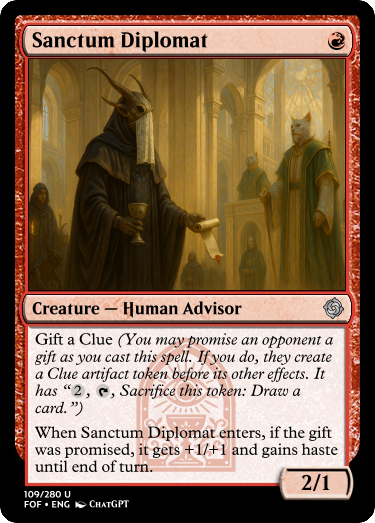 Sanctum Diplomat
Creature — Human Advisor
Gift a Clue (You may promise an opponent a
gift as you cast this spell. If you do, they create
a Clue artifact token before its other effects. It
has “2, , Sacrifice this token: Draw a
card.”)
When Sanctum Diplomat enters, if the gift
was promised, it gets +1/+1 and gains haste
until end of turn.
2/1
109/280 U
FOF • ENG ChatGPT